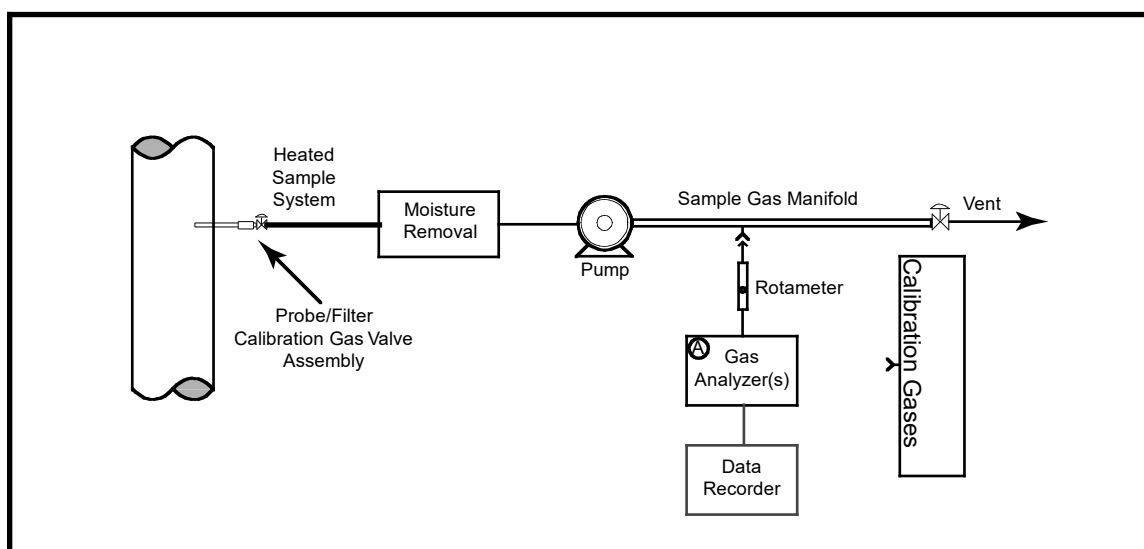 Heated
Sample
System
Moisture
Removal
Pump
Sample Gas Manifold
Vent
Rotameter
Probe/Filter
Calibration Gas Valve
Assembly
A
Gas
Analyzer(s)
Calibration Gases
Data
Recorder